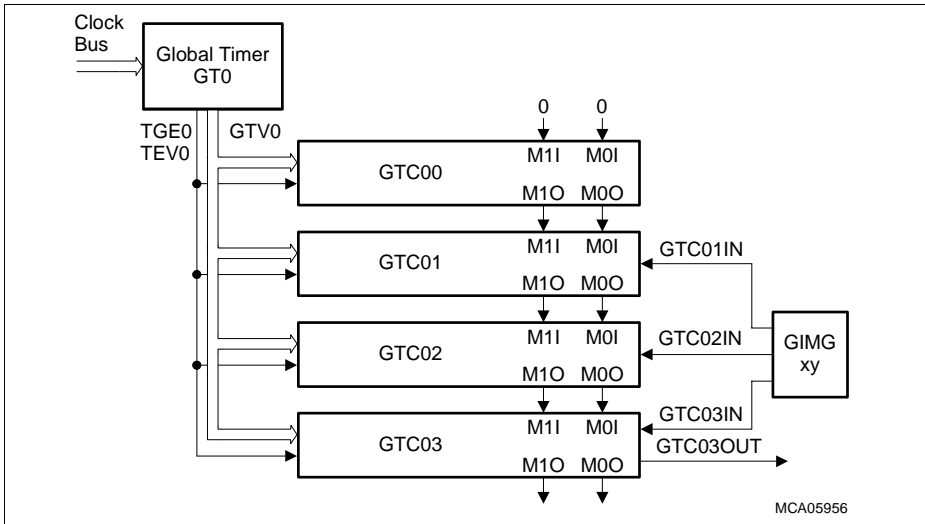 Clock
Bus
Global Timer
GT0
TGE0
TEV0
GTV0
0 0
M1I M0I
GTC00
M1O M0O
M1I M0I
GTC01
M1O M0O
GTC01IN
M1I M0I
GTC02
M1O M0O
GTC02IN
GIMG
xy
M1I M0I
GTC03
M1O M0O
GTC03IN
GTC03OUT
MCA05956